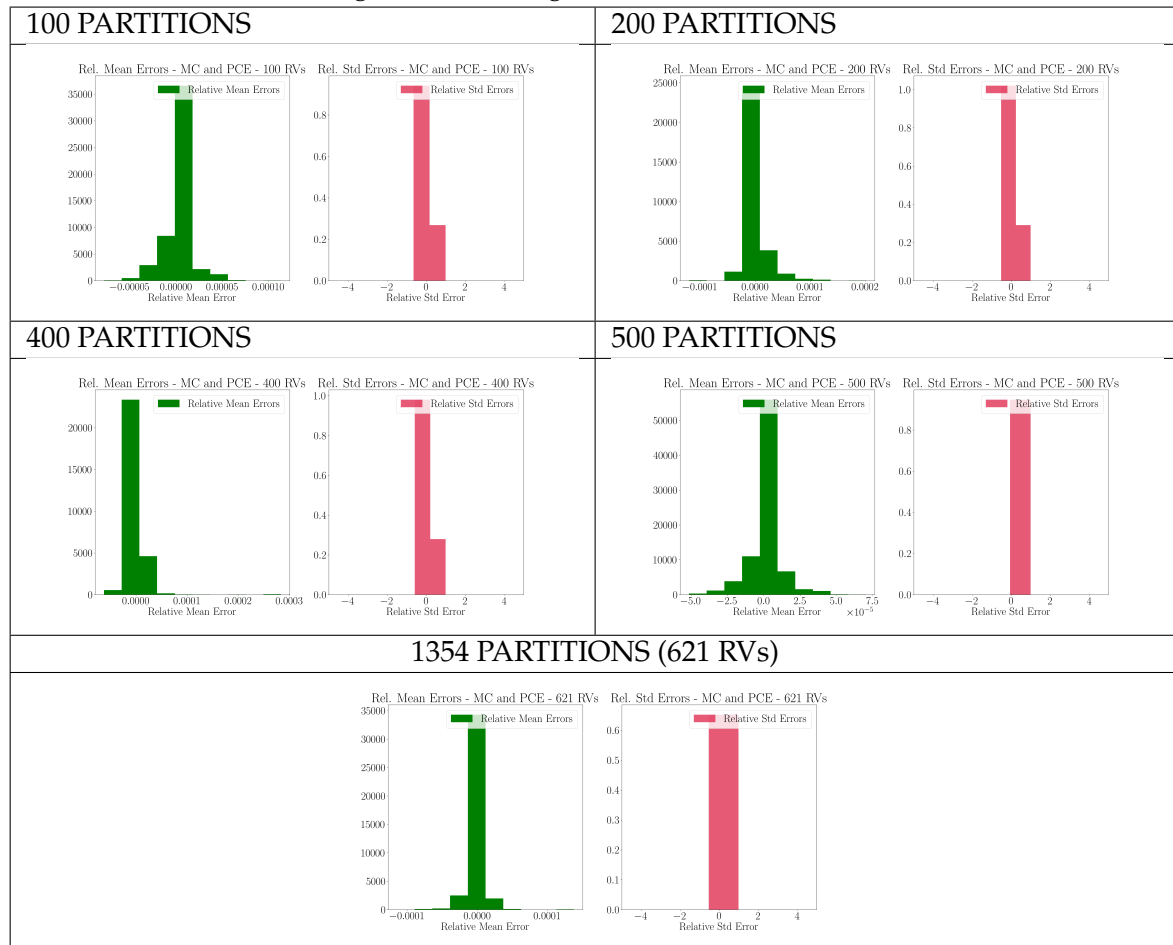 100 PARTITIONS
200 PARTITIONS
Rel. Mean Errors - MC and PCE - 100 RVs
Rel. Std Errors - MC and PCE - 100 RVs
Relative Mean Errors
Relative Std Errors
35000
30000
25000
20000
15000
10000
5000
0
−0.00005 0.00000 0.00005 0.00010
Relative Mean Error
0.8
0.6
0.4
0.2
0.0
−4 −2 0 2 4
Relative Std Error
Rel. Mean Errors - MC and PCE - 200 RVs
Rel. Std Errors - MC and PCE - 200 RVs
Relative Mean Errors
Relative Std Errors
25000
20000
15000
10000
5000
0
−0.0001 0.0000 0.0001 0.0002
Relative Mean Error
1.0
0.8
0.6
0.4
0.2
0.0
−4 −2 0 2 4
Relative Std Error
400 PARTITIONS
500 PARTITIONS
Rel. Mean Errors - MC and PCE - 400 RVs
Rel. Std Errors - MC and PCE - 400 RVs
Relative Mean Errors
Relative Std Errors
20000
15000
10000
5000
0
0.0000 0.0001 0.0002 0.0003
Relative Mean Error
1.0
0.8
0.6
0.4
0.2
0.0
−4 −2 0 2 4
Relative Std Error
Rel. Mean Errors - MC and PCE - 500 RVs
Rel. Std Errors - MC and PCE - 500 RVs
Relative Mean Errors
Relative Std Errors
50000
40000
30000
20000
10000
0
−5.0 −2.5 0.0 2.5 5.0 7.5
×10−5
Relative Mean Error
0.8
0.6
0.4
0.2
0.0
−4 −2 0 2 4
Relative Std Error
1354 PARTITIONS (621 RVs)
Rel. Mean Errors - MC and PCE - 621 RVs
Rel. Std Errors - MC and PCE - 621 RVs
Relative Mean Errors
Relative Std Errors
35000
30000
25000
20000
15000
10000
5000
0
−0.0001 0.0000 0.0001
Relative Mean Error
0.6
0.5
0.4
0.3
0.2
0.1
0.0
−4 −2 0 2 4
Relative Std Error